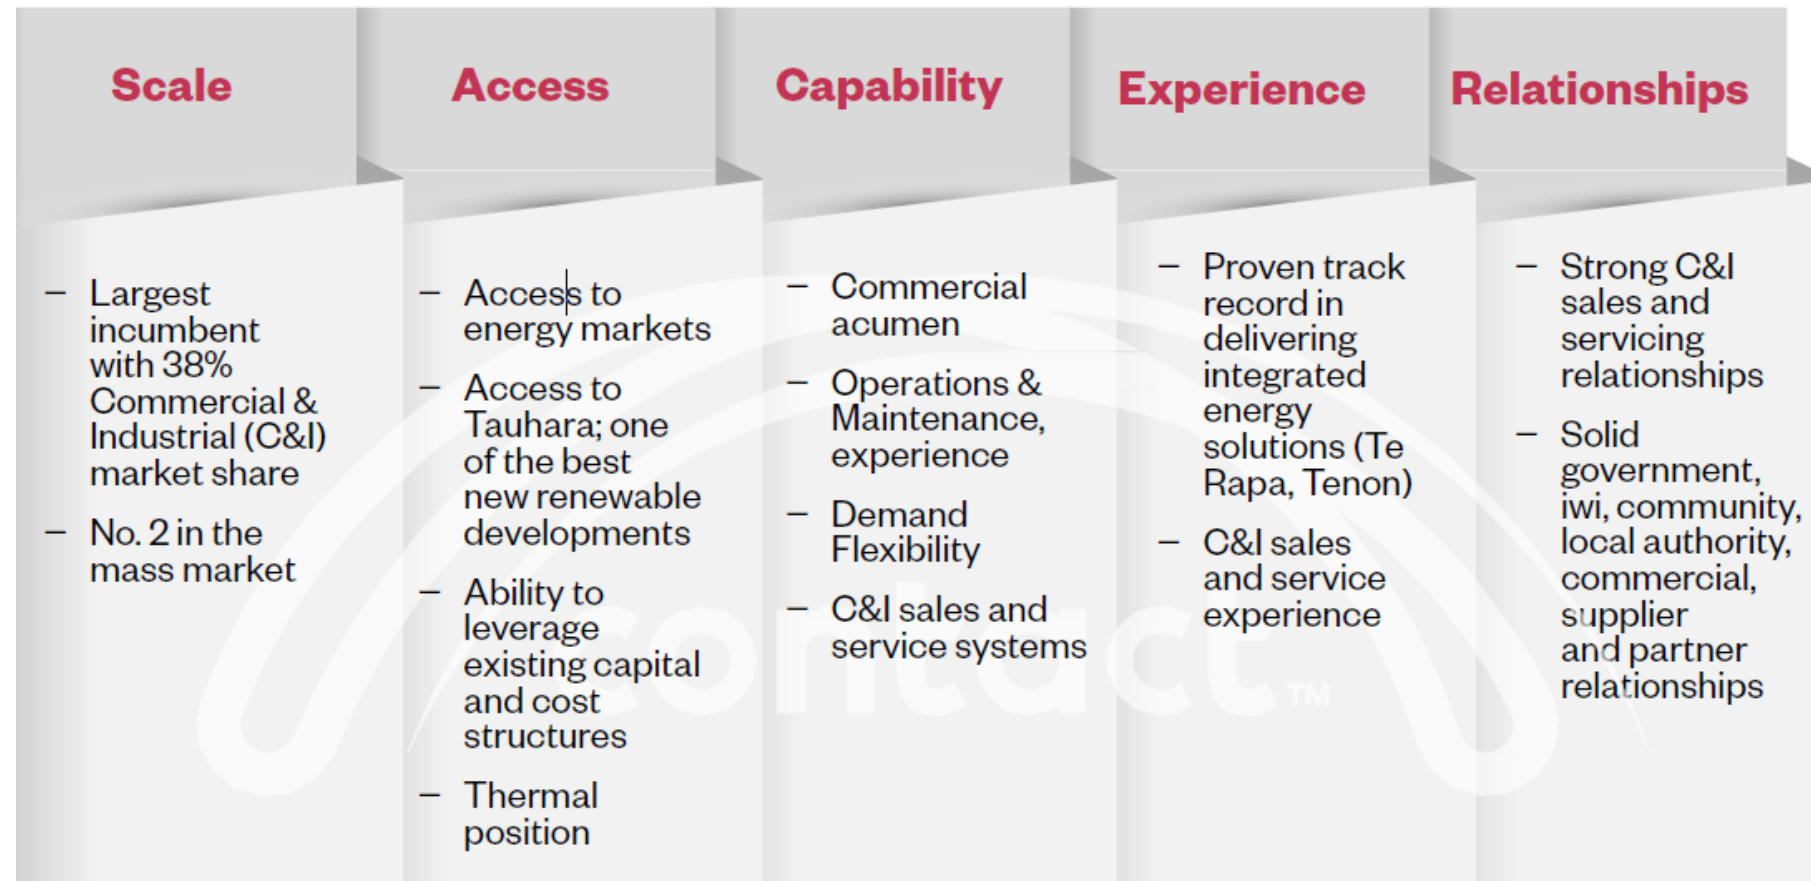 Scale
– Largest
incumbent
with 38%
Commercial &
Industrial (C&I)
market share
– No. 2 in the
mass market
Access
– Access to
energy markets
– Access to
Tauhara; one
of the best
new renewable
developments
– Ability to
leverage
existing capital
and cost
structures
– Thermal
position
Capability
– Commercial
acumen
– Operations &
Maintenance,
experience
– Demand
Flexibility
– C&I sales and
service systems
Experience
– Proven track
record in
delivering
integrated
energy
solutions (Te
Rapa, Tenon)
– C&I sales
and service
experience
Relationships
– Strong C&I
sales and
servicing
relationships
– Solid
government,
iwi, community,
local authority,
commercial,
supplier
and partner
relationships
contact™